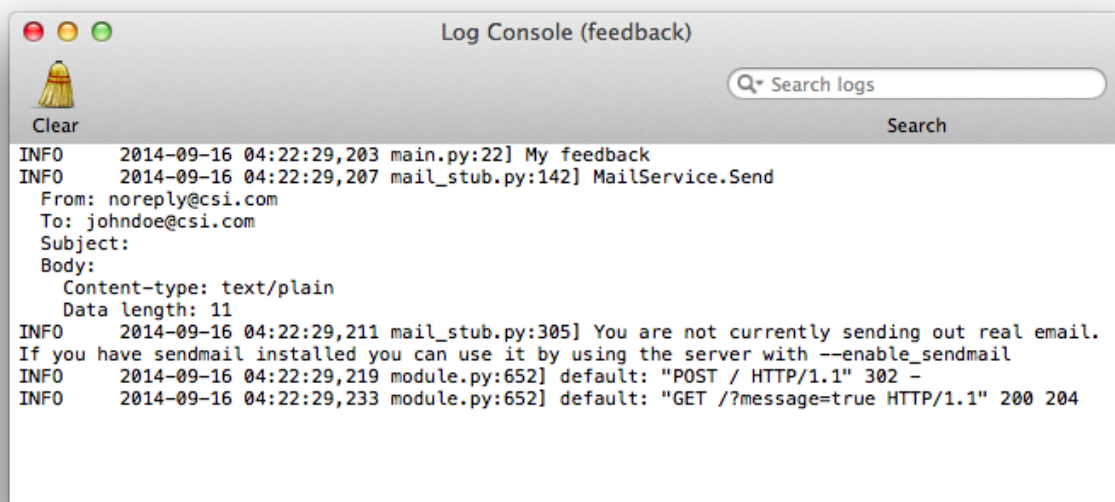 Log Console (feedback)
Search logs
Clear
Search
INFO 2014-09-16 04:22:29,203 main.py:22] My feedback
INFO 2014-09-16 04:22:29,207 mail_stub.py:142] MailService.Send
From: noreply@csi.com
To: johndoe@csi.com
Subject:
Body:
Content-type: text/plain
Data length: 11
INFO 2014-09-16 04:22:29,211 mail_stub.py:305] You are not currently sending out real email.
If you have sendmail installed you can use it by using the server with --enable_sendmail
INFO 2014-09-16 04:22:29,219 module.py:652] default: "POST / HTTP/1.1" 302 -
INFO 2014-09-16 04:22:29,233 module.py:652] default: "GET /?message=true HTTP/1.1" 200 204